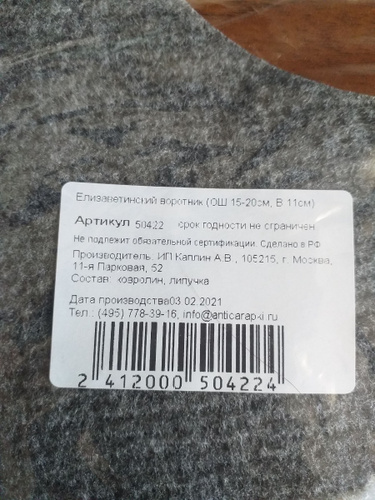 Елизаветинский воротник (ОШ 15-20см, В 11см)
Артикул 50422 срок годности не ограничен
Не подлежит обязательной сертификации. Сделано в РФ
Производитель: ИП Каплин А.В., 105215, г. Москва,
11-я Парковая, 52
Состав: ковролин, липучка
Дата производства03.02.2021
Тел.: (495) 778-39-16, info@anticarapki.ru
2 412000 504224